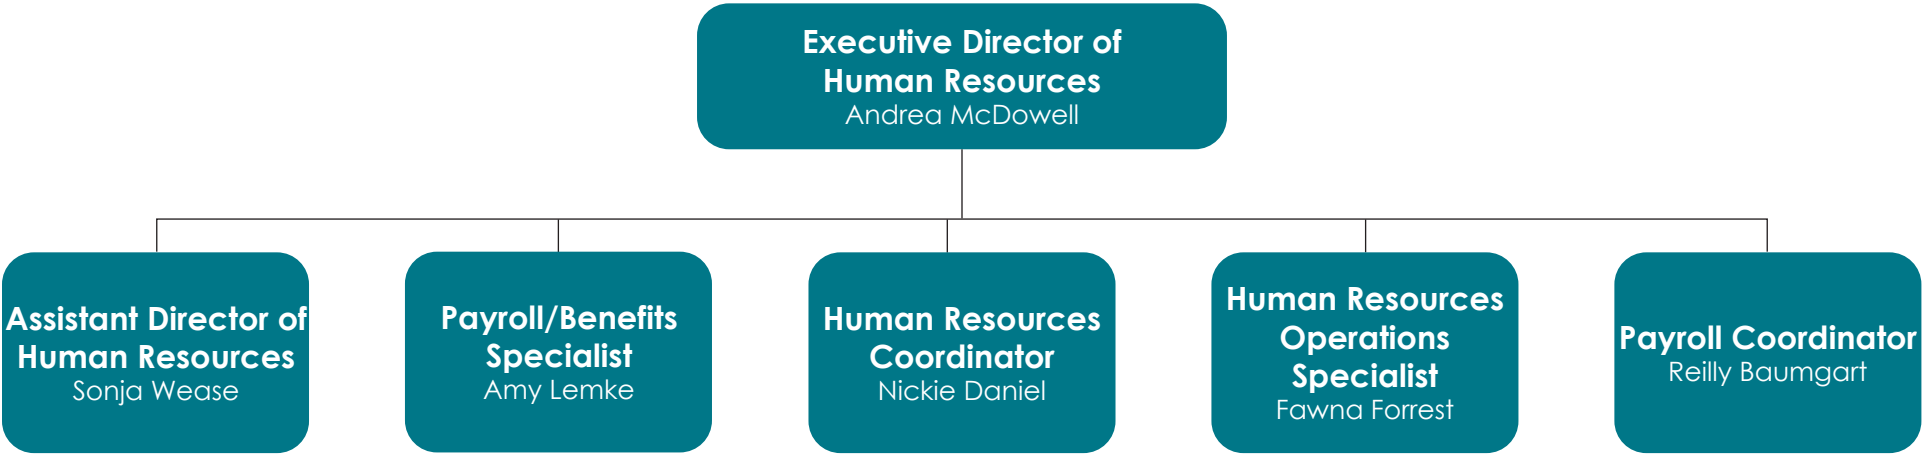 Executive Director of
Human Resources
Andrea McDowell
Assistant Director of
Human Resources
Sonja Wease
Payroll/Benefits
Specialist
Amy Lemke
Human Resources
Coordinator
Nickie Daniel
Human Resources
Operations
Specialist
Fawna Forrest
Payroll Coordinator
Reilly Baumgart